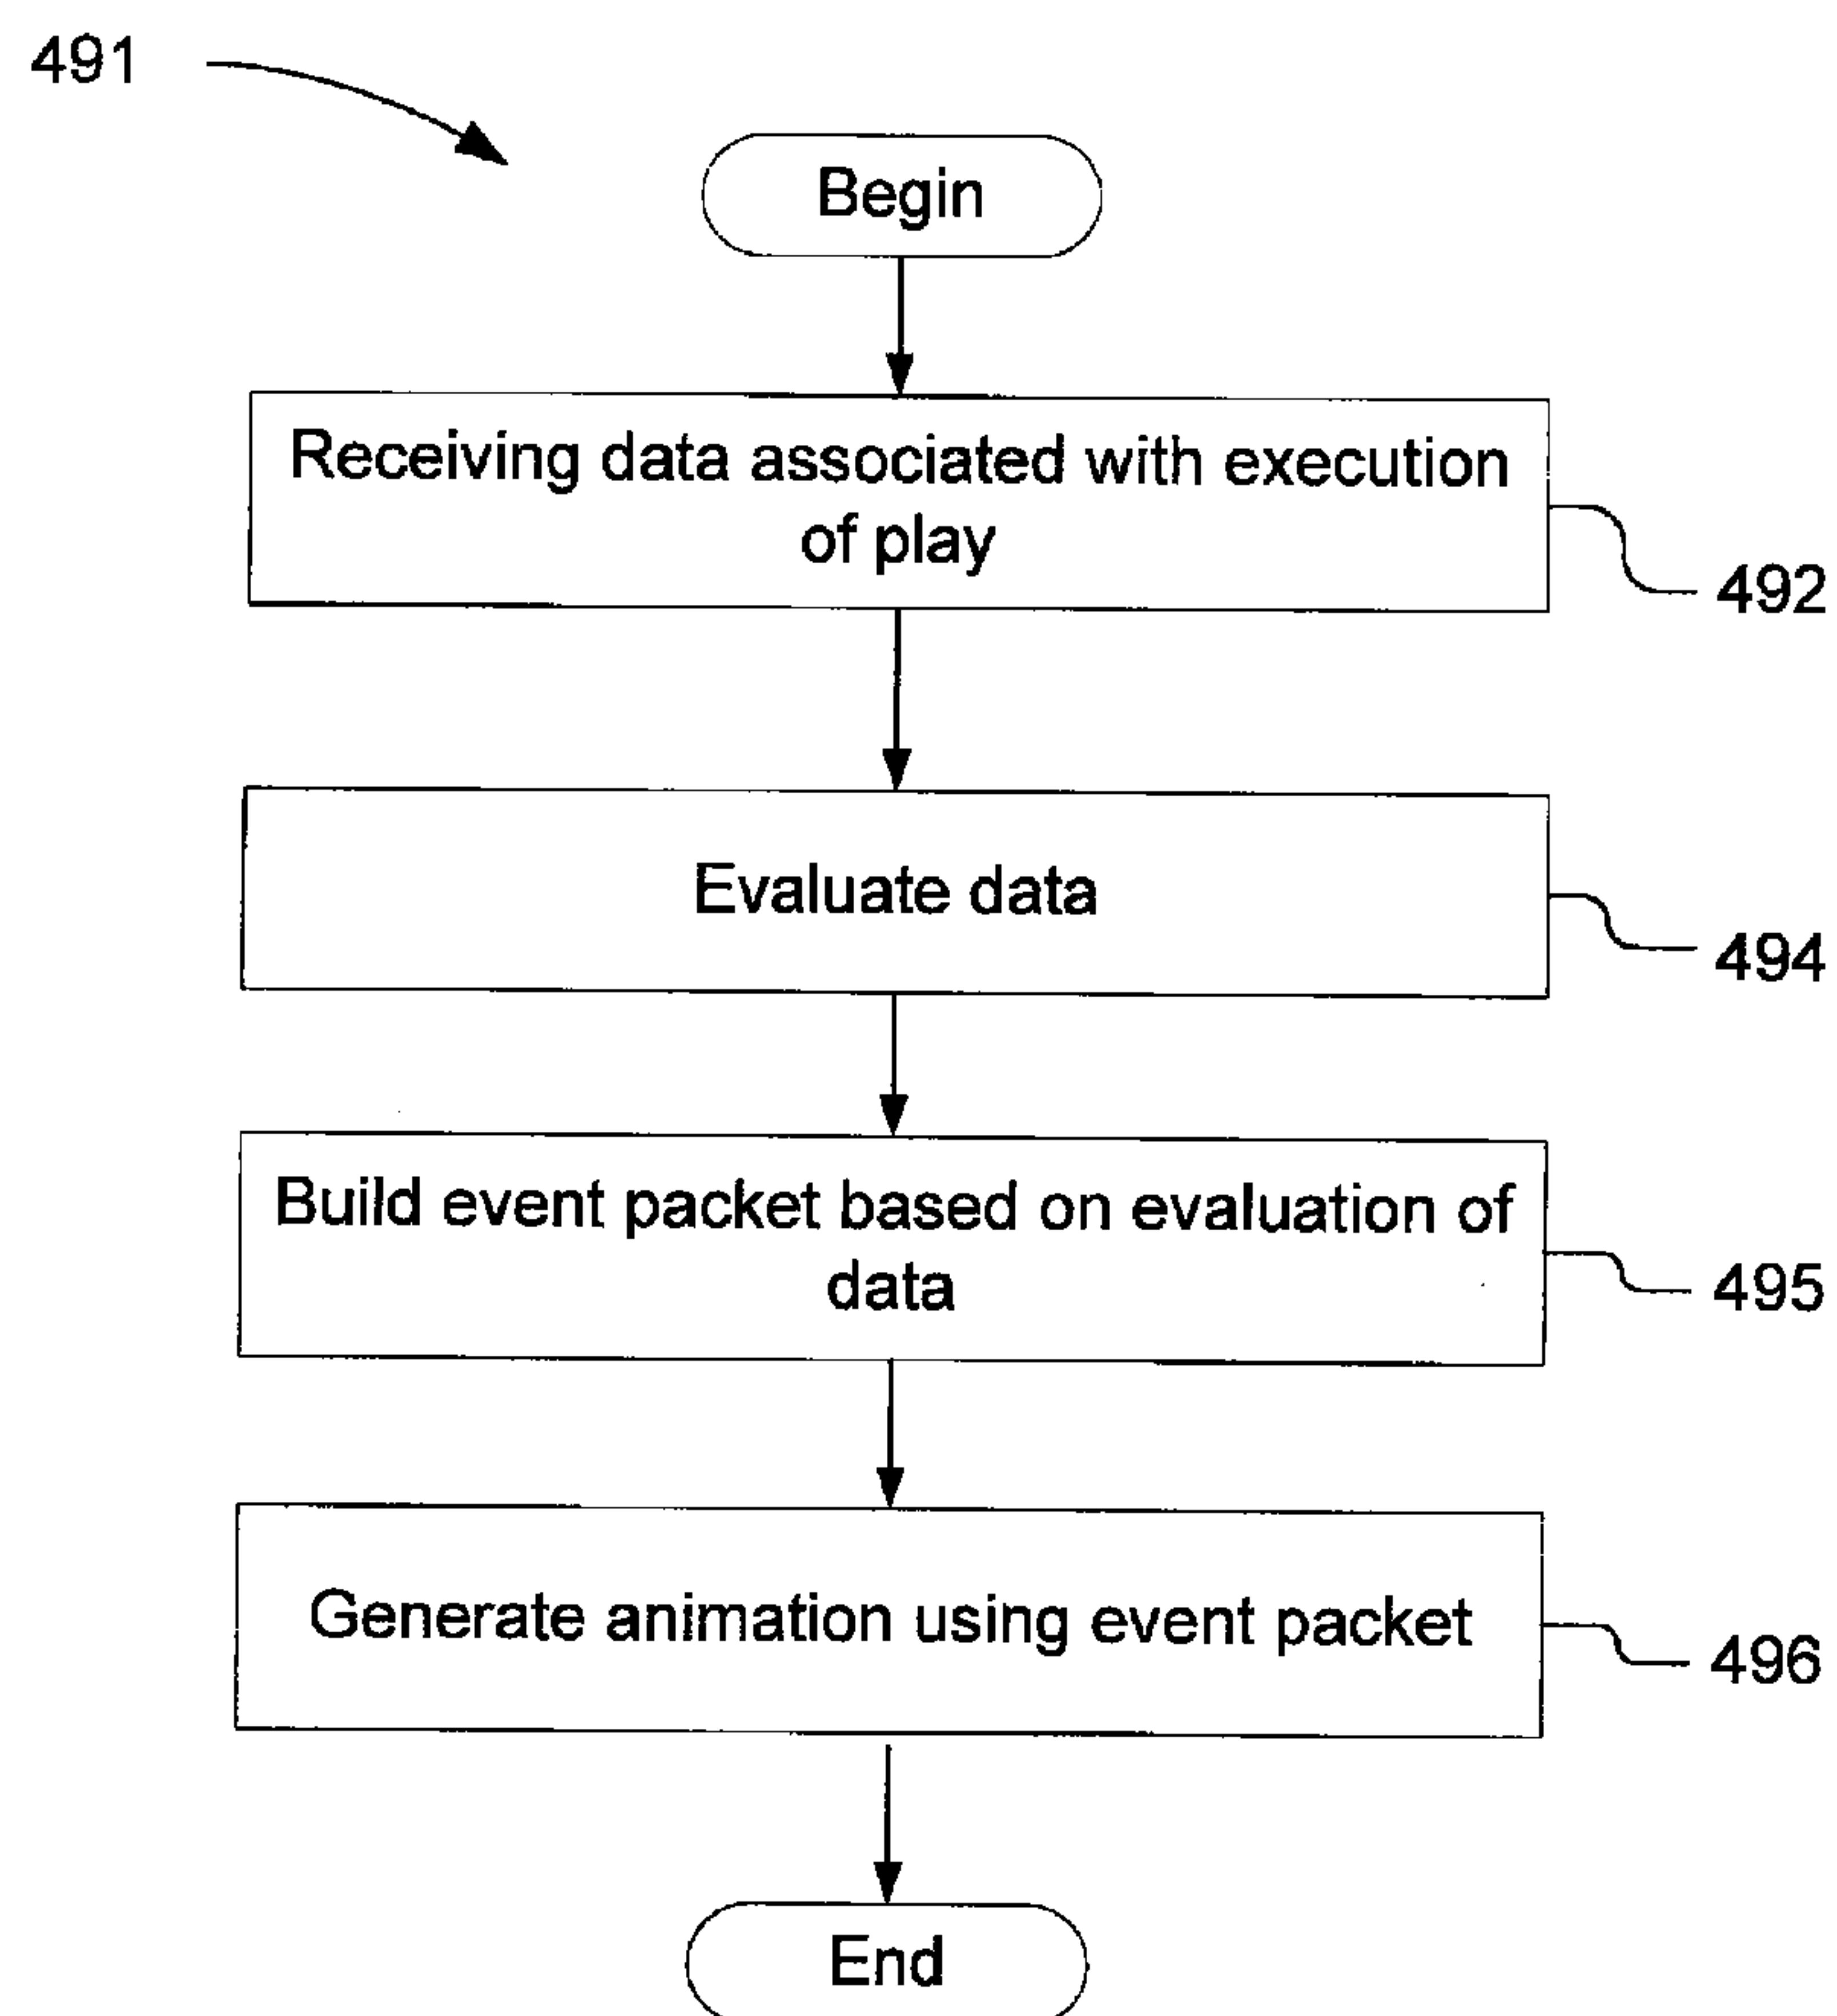 491
Begin
Receiving data associated with execution
of play
492
Evaluate data
494
Build event packet based on evaluation of
data
495
Generate animation using event packet
496
End